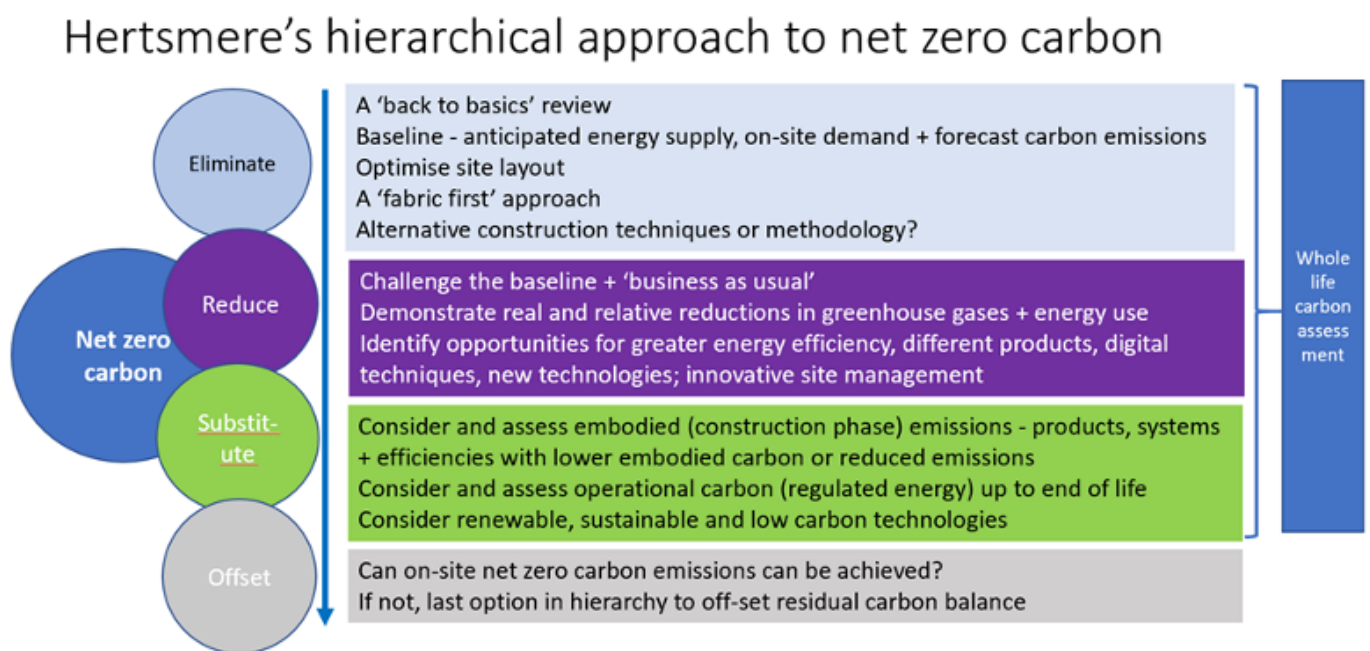 Hertsmere's hierarchical approach to net zero carbon
Eliminate
A 'back to basics' review
Baseline - anticipated energy supply, on-site demand + forecast carbon emissions
Optimise site layout
A 'fabric first' approach
Alternative construction techniques or methodology?
Net zero
carbon
Reduce
Challenge the baseline + 'business as usual'
Demonstrate real and relative reductions in greenhouse gases + energy use
Identify opportunities for greater energy efficiency, different products, digital
techniques, new technologies; innovative site management
Substit-
ute
Consider and assess embodied (construction phase) emissions - products, systems
+ efficiencies with lower embodied carbon or reduced emissions
Consider and assess operational carbon (regulated energy) up to end of life
Consider renewable, sustainable and low carbon technologies
Offset
Can on-site net zero carbon emissions can be achieved?
If not, last option in hierarchy to off-set residual carbon balance
Whole
life
carbon
assess
ment